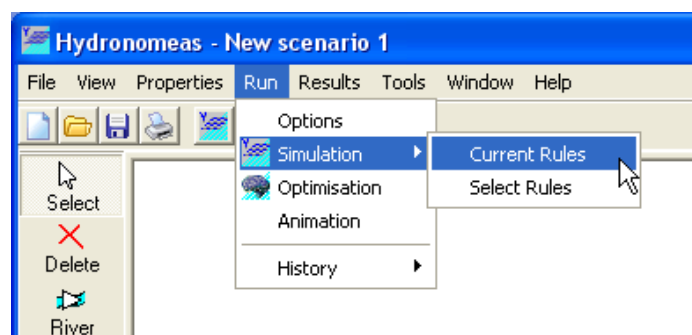 Hydronomeas - New scenario 1
File View Properties Run Results Tools Window Help
Options
Simulation
Current Rules
Select
Optimisation
Select Rules
Delete
Animation
River
History